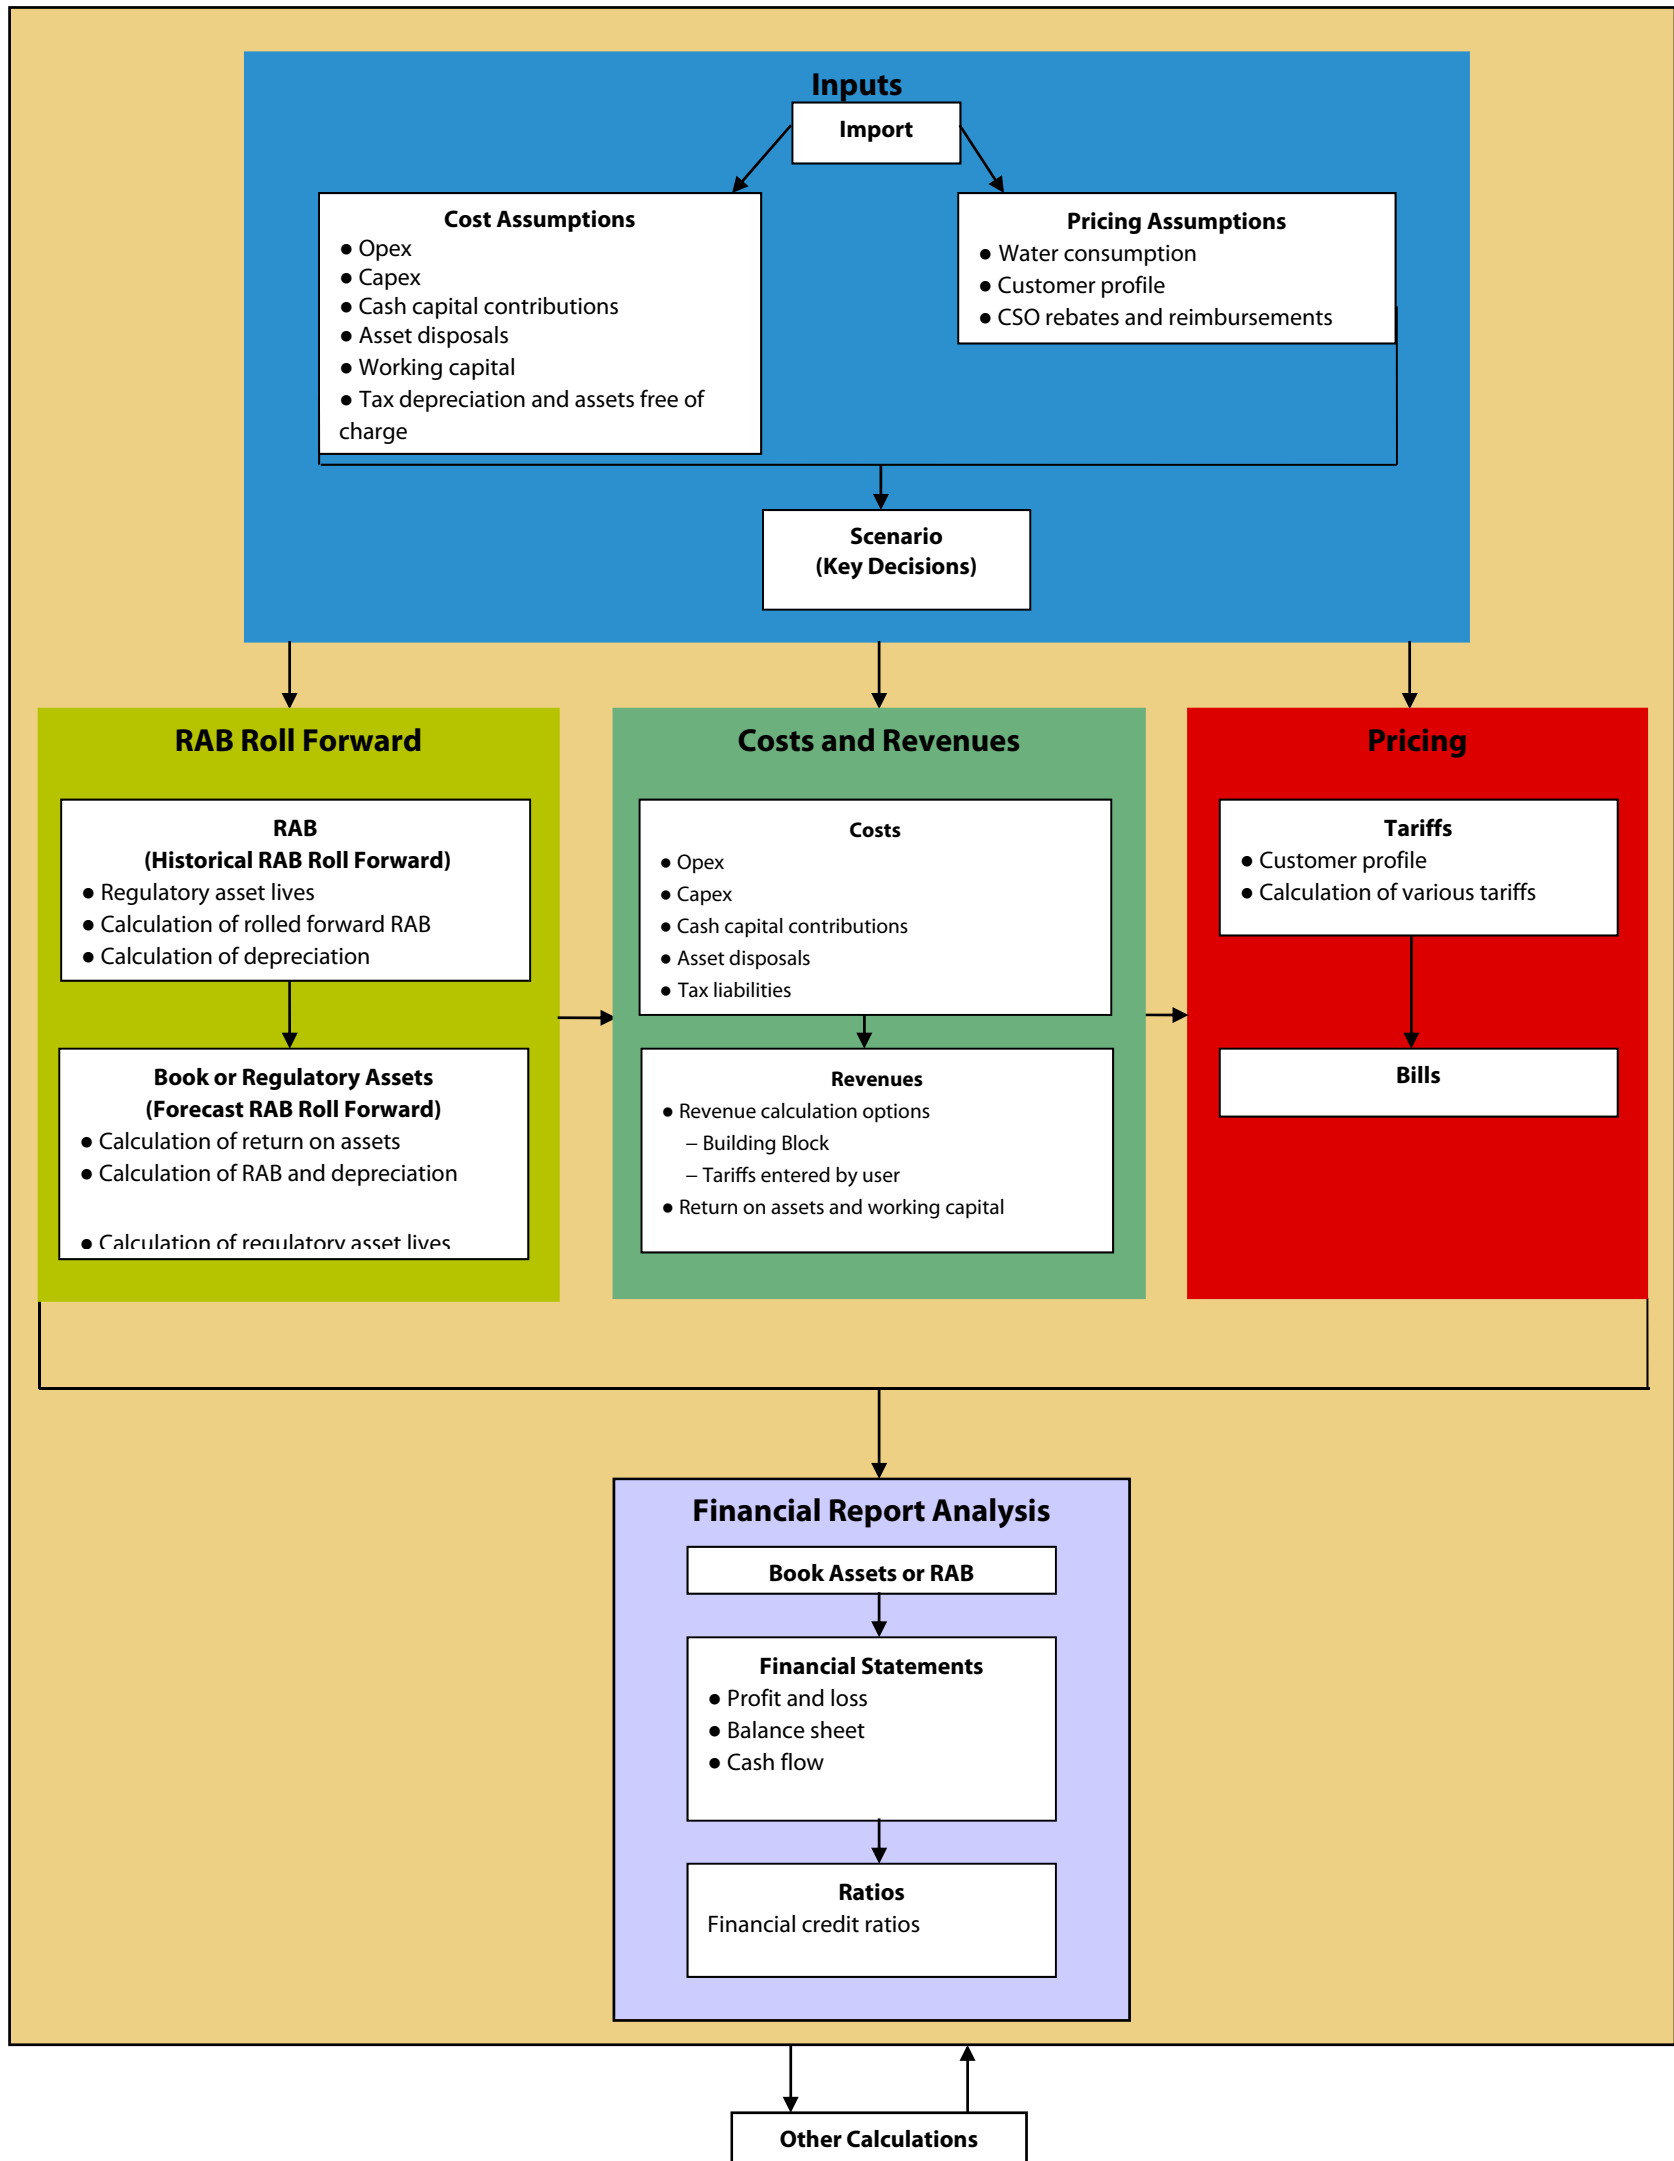 Inputs
Import
Cost Assumptions
● Opex
● Capex
● Cash capital contributions
● Asset disposals
● Working capital
● Tax depreciation and assets free of
charge
Pricing Assumptions
● Water consumption
● Customer profile
● CSO rebates and reimbursements
Scenario
(Key Decisions)
RAB Roll Forward
RAB
(Historical RAB Roll Forward)
● Regulatory asset lives
● Calculation of rolled forward RAB
● Calculation of depreciation
Book or Regulatory Assets
(Forecast RAB Roll Forward)
● Calculation of return on assets
● Calculation of RAB and depreciation
● Calculation of regulatory asset lives
Costs and Revenues
Costs
● Opex
● Capex
● Cash capital contributions
● Asset disposals
● Tax liabilities
Revenues
● Revenue calculation options
– Building Block
– Tariffs entered by user
● Return on assets and working capital
Pricing
Tariffs
● Customer profile
● Calculation of various tariffs
Bills
Financial Report Analysis
Book Assets or RAB
Financial Statements
● Profit and loss
● Balance sheet
● Cash flow
Ratios
Financial credit ratios
Other Calculations